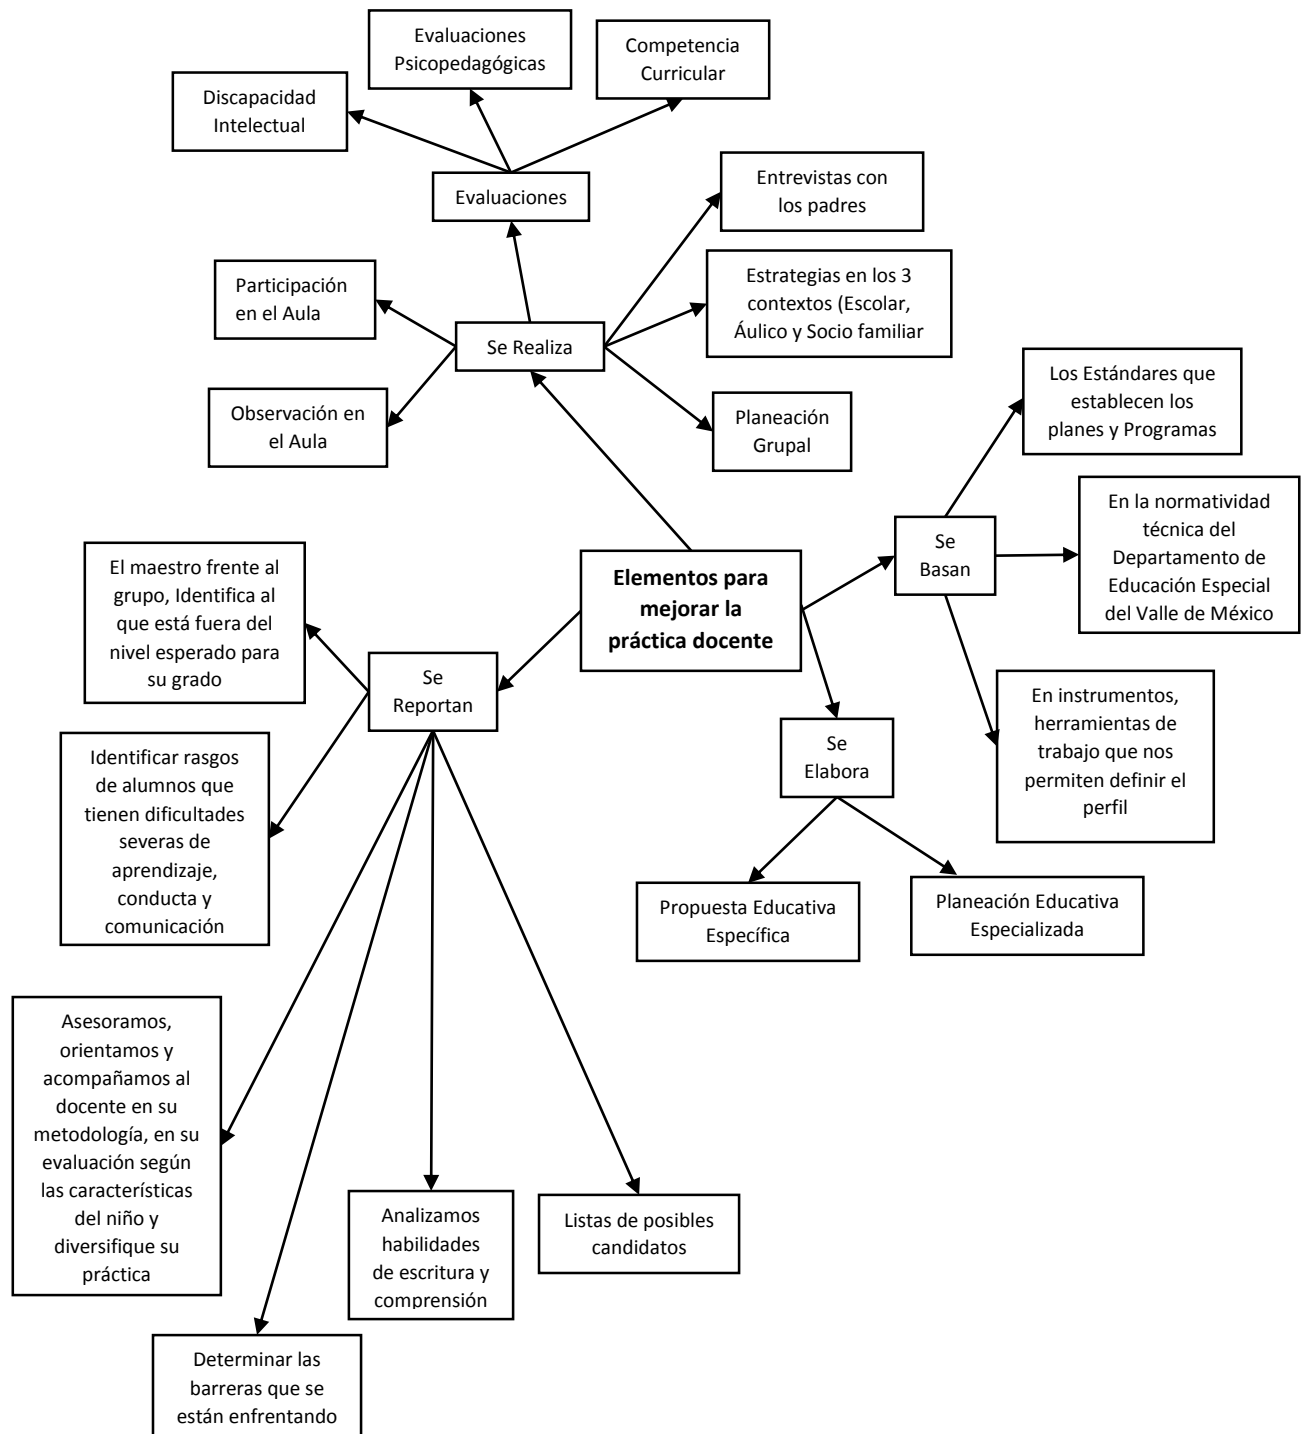 Evaluaciones
Psicopedagógicas
Competencia
Curricular
Discapacidad
Intelectual
Evaluaciones
Entrevistas con
los padres
Participación
en el Aula
Estrategias en los 3
contextos (Escolar,
Áulico y Socio familiar
Se Realiza
Observación en
el Aula
Planeación
Grupal
Los Estándares que
establecen los
planes y Programas
En la normatividad
técnica del
Departamento de
Educación Especial
del Valle de México
Se
Basan
Elementos para
mejorar la
práctica docente
El maestro frente al
grupo, Identifica al
que está fuera del
nivel esperado para
su grado
Se
Reportan
En instrumentos,
herramientas de
trabajo que nos
permiten definir el
perfil
Se
Elabora
Identificar rasgos
de alumnos que
tienen dificultades
severas de
aprendizaje,
conducta y
comunicación
Propuesta Educativa
Específica
Planeación Educativa
Especializada
Asesoramos,
orientamos y
acompañamos al
docente en su
metodología, en su
evaluación según
las características
del niño y
diversifique su
práctica
Analizamos
habilidades
de escritura y
comprensión
Listas de posibles
candidatos
Determinar las
barreras que se
están enfrentando